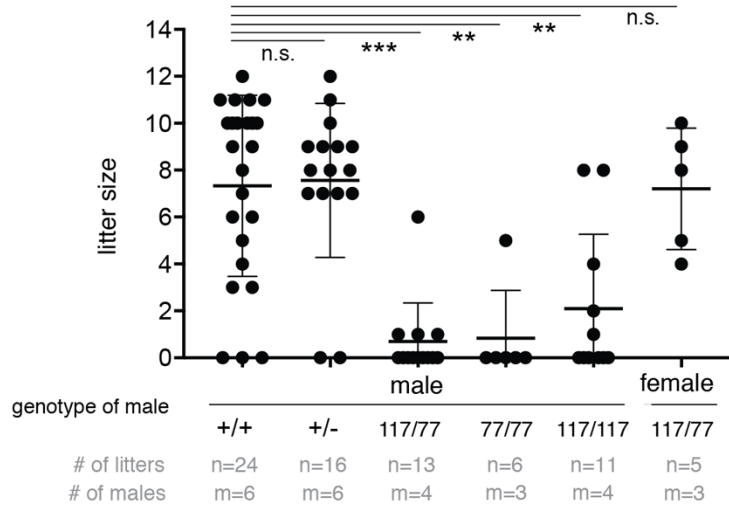 n.s.
14
n.s.
***
**
**
12
10
8
6
4
2
0
litter size
male
female
genotype of male
+/+ +/- 117/77 77/77 117/117 117/77
# of litters n=24 n=16 n=13 n=6 n=11 n=5
# of males m=6 m=6 m=4 m=3 m=4 m=3